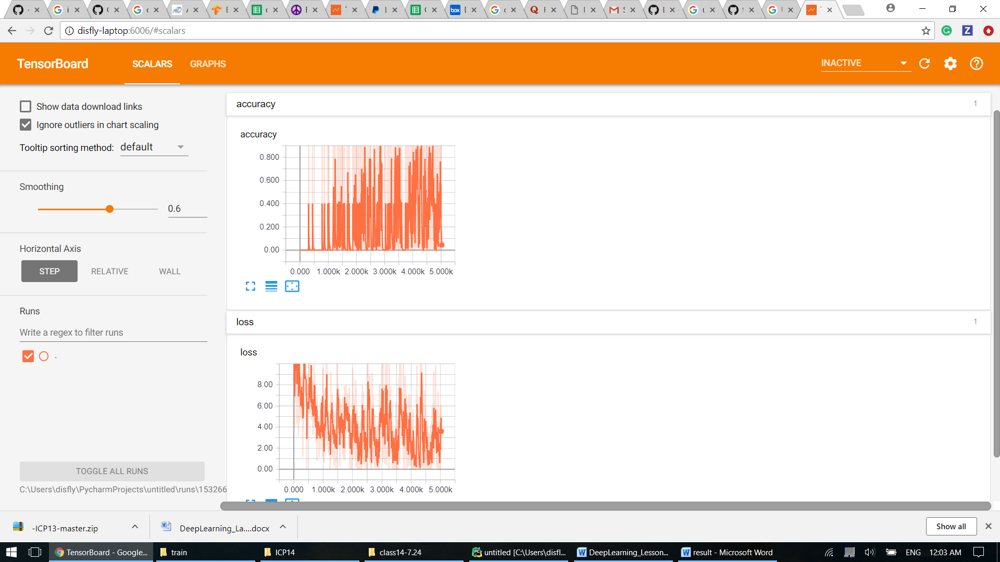 disfly-laptop:6006/#scalars
TensorBoard
SCALARS
GRAPHS
INACTIVE
Show data download links
Ignore outliers in chart scaling
Tooltip sorting method: default
Smoothing
0.6
Horizontal Axis
STEP
RELATIVE
WALL
Runs
Write a regex to filter runs
.
TOGGLE ALL RUNS
C:\Users\disfly\PycharmProjects\untitled\runs\153266
accuracy
1
accuracy
0.800
0.600
0.400
0.200
0.00
0.000 1.000k 2.000k 3.000k 4.000k 5.000k
loss
1
loss
8.00
6.00
4.00
2.00
0.00
0.000 1.000k 2.000k 3.000k 4.000k 5.000k
-ICP13-master.zip
DeepLearning_La....docx
Show all
TensorBoard - Google...
train
ICP14
class14-7.24
untitled [C:\Users\disfl...
DeepLearning_Lesson...
result - Microsoft Word
ENG
12:03 AM